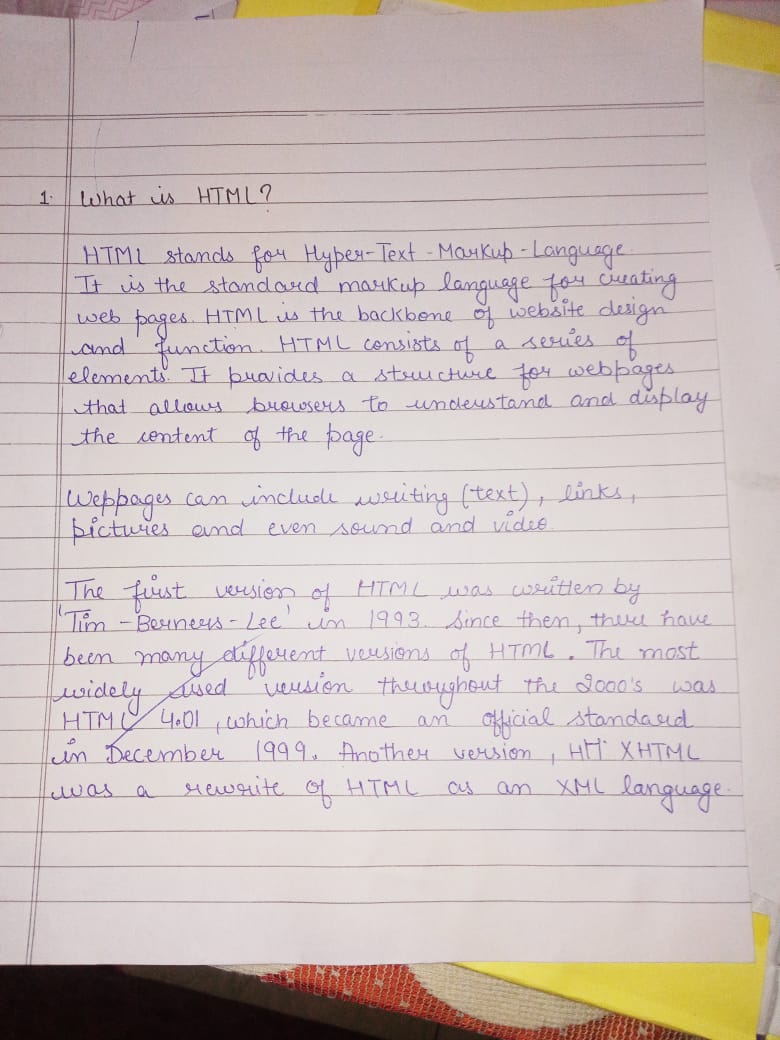 1. What is HTML?
HTML stands for Hyper-Text-Markup-Language.
It is the standard markup language for creating
web pages. HTML is the backbone of website design
and function. HTML consists of a series of
elements. It provides a structure for webpages
that allows browsers to understand and display
the content of the page.
Weppages can include writing (text), links,
pictures and even sound and video.
The first version of HTML was written by
'Tim-Berners-Lee' in 1993. Since then, there have
been many different versions of HTML. The most
widely used version throughout the 2000's was
HTML 4.01, which became an official standard
in December 1999. Another version, HM XHTML
was a rewrite of HTML as an XML language.